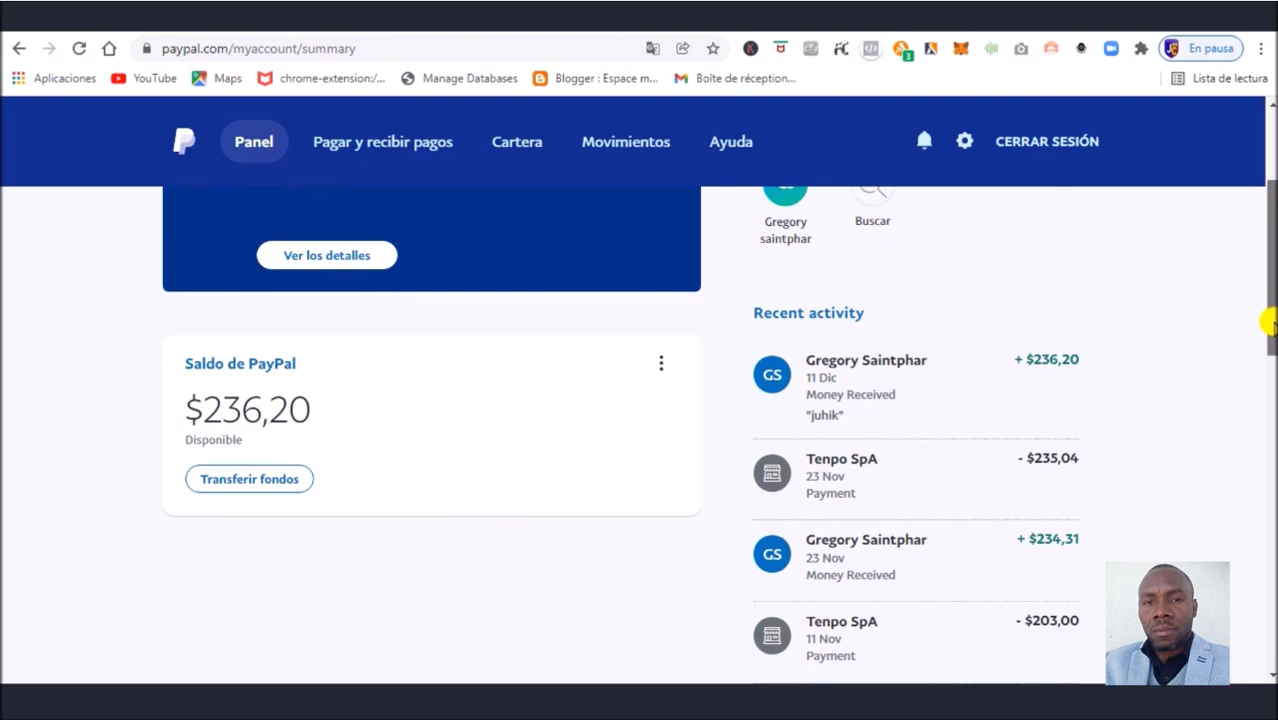 paypal.com/myaccount/summary
3
En pausa
Aplicaciones
YouTube
Maps
chrome-extension/...
Manage Databases
Blogger : Espace m...
Boîte de réception...
Lista de lectura
Panel
Pagar y recibir pagos
Cartera
Movimientos
Ayuda
CERRAR SESIÓN
Ver los detalles
Gregory
saintphar
Buscar
Saldo de PayPal
$236,20
Disponible
Transferir fondos
Recent activity
GS
Gregory Saintphar
+ $236,20
11 Dic
Money Received
"juhik"
Tenpo SpA
- $235,04
23 Nov
Payment
GS
Gregory Saintphar
+ $234,31
23 Nov
Money Received
Tenpo SpA
- $203,00
11 Nov
Payment